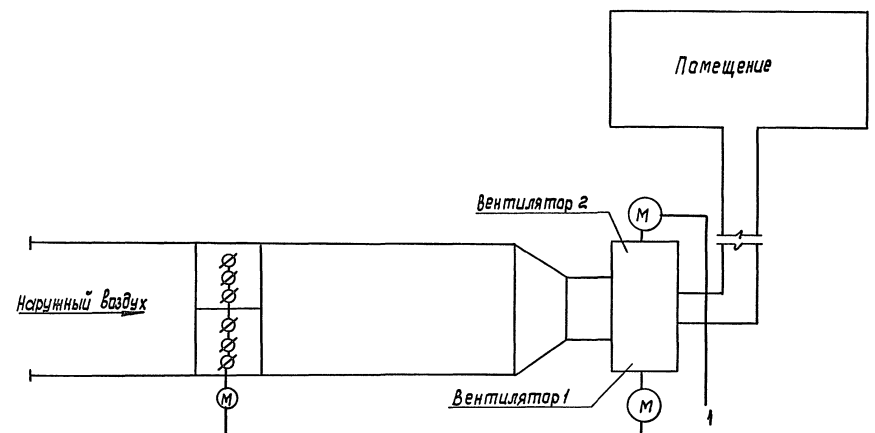 Помещение
Вентилятор 2
М
Наружный воздух
Вентилятор 1
М
М
1